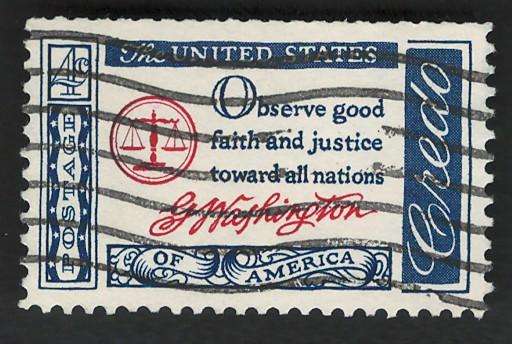 4¢
The UNITED STATES
Observe good
faith and justice
toward all nations
G Washington
OF AMERICA
POSTAGE
Credo